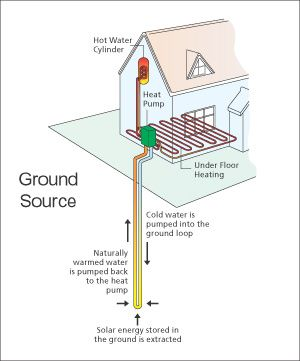 Hot Water
Cylinder
Heat
Pump
Under Floor
Heating
Ground
Source
Cold water is
pumped into the
ground loop
Naturally
warmed water
is pumped back
to the heat
pump
Solar energy stored in
the ground is extracted